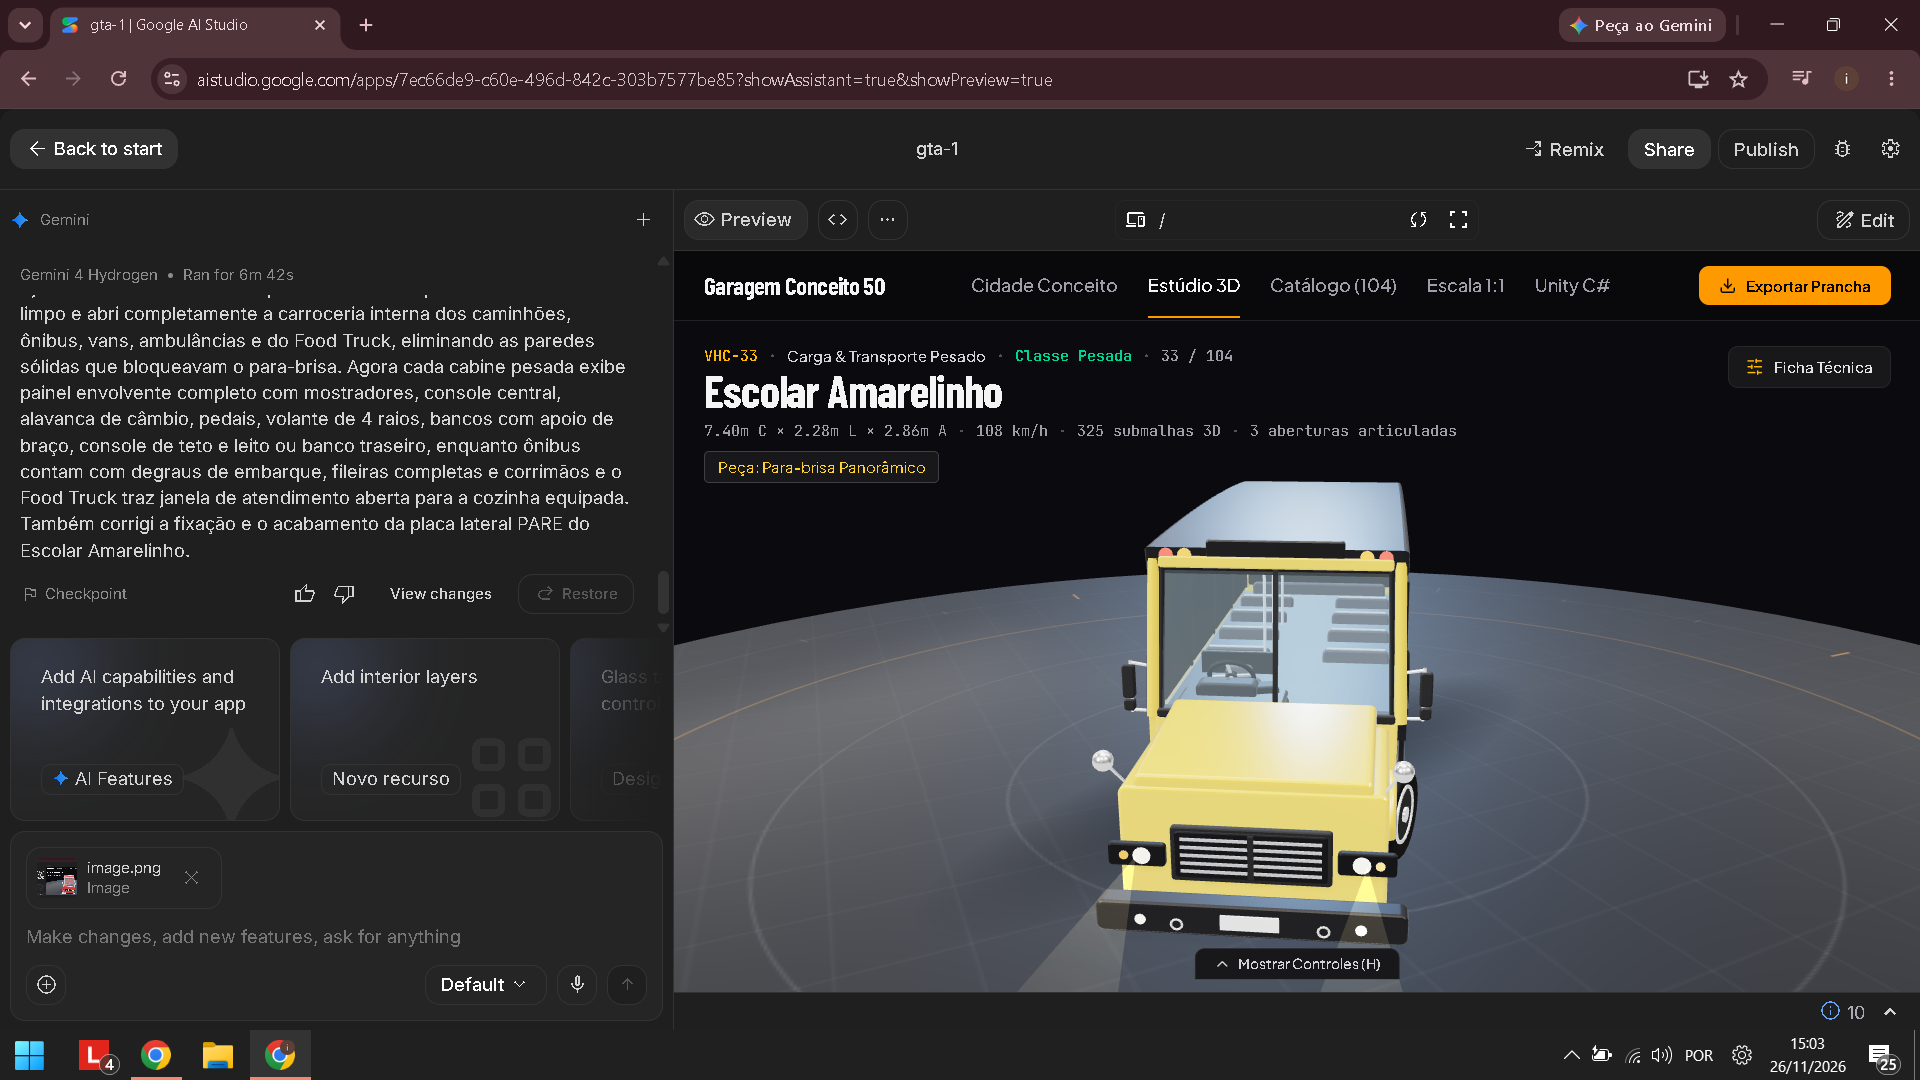 gta-1 | Google AI Studio
Peça ao Gemini
aistudio.google.com/apps/7ec66de9-c60e-496d-842c-303b7577be85?showAssistant=true&showPreview=true
i
Back to start
gta-1
Remix
Share
Publish
Gemini
Preview
/
Edit
Gemini 4 Hydrogen • Ran for 6m 42s
limpo e abri completamente a carroceria interna dos caminhões,
ônibus, vans, ambulâncias e do Food Truck, eliminando as paredes
sólidas que bloqueavam o para-brisa. Agora cada cabine pesada exibe
painel envolvente completo com mostradores, console central,
alavanca de câmbio, pedais, volante de 4 raios, bancos com apoio de
braço, console de teto e leito ou banco traseiro, enquanto ônibus
contam com degraus de embarque, fileiras completas e corrimãos e o
Food Truck traz janela de atendimento aberta para a cozinha equipada.
Também corrigi a fixação e o acabamento da placa lateral PARE do
Escolar Amarelinho.
Checkpoint
View changes
Restore
Add AI capabilities and
integrations to your app
AI Features
Add interior layers
Novo recurso
Glass
contro
Desig
image.png
Image
Make changes, add new features, ask for anything
Default
Garagem Conceito 50
Cidade Conceito
Estúdio 3D
Catálogo (104)
Escala 1:1
Unity C#
Exportar Prancha
VHC-33 · Carga & Transporte Pesado · Classe Pesada · 33 / 104
Ficha Técnica
Escolar Amarelinho
7.40m C × 2.28m L × 2.86m A · 108 km/h · 325 submalhas 3D · 3 aberturas articuladas
Peça: Para-brisa Panorâmico
Mostrar Controles (H)
10
L
4
POR
15:03
26/11/2026
25